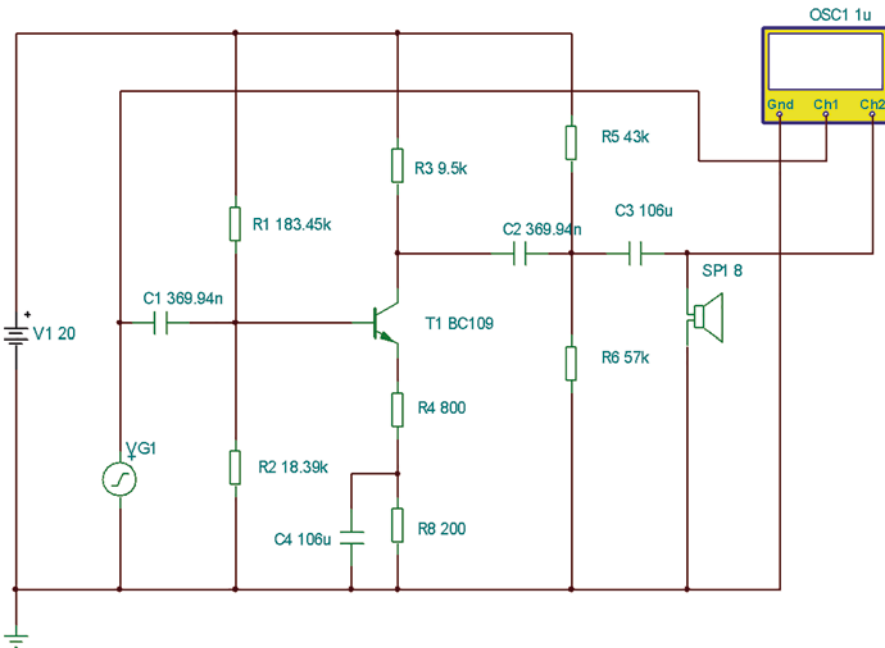 OSC1 1u
Gnd Ch1 Ch2
R5 43k
R3 9.5k
C3 106u
R1 183.45k
C2 369.94n
SP1 8
C1 369.94n
T1 BC109
+
V1 20
R6 57k
R4 800
VG1
+
R2 18.39k
C4 106u
R8 200